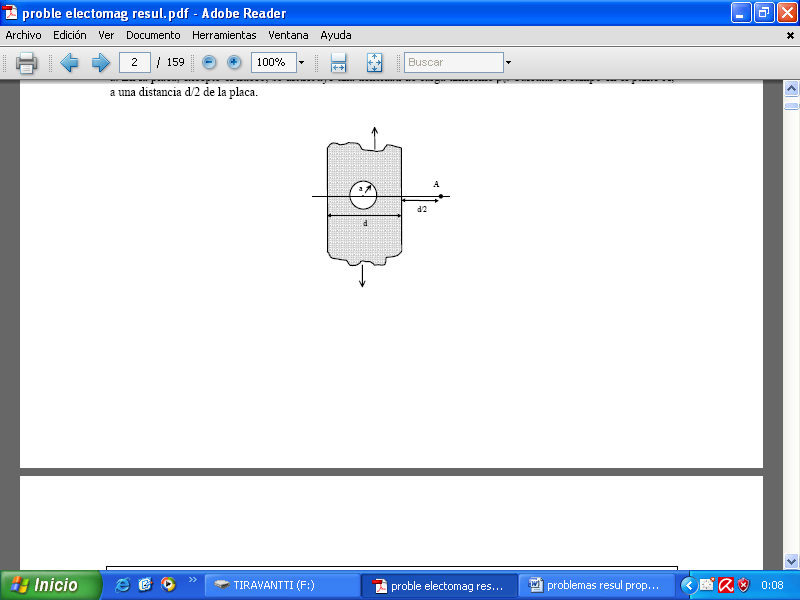 proble electomag resul.pdf - Adobe Reader
Archivo Edición Ver Documento Herramientas Ventana Ayuda
2 / 159 100% Buscar
a una distancia d/2 de la placa.
a
A
d/2
d
Inicio
TIRAVANTTI (F:)
proble electomag res...
problemas resul prop...
0:08